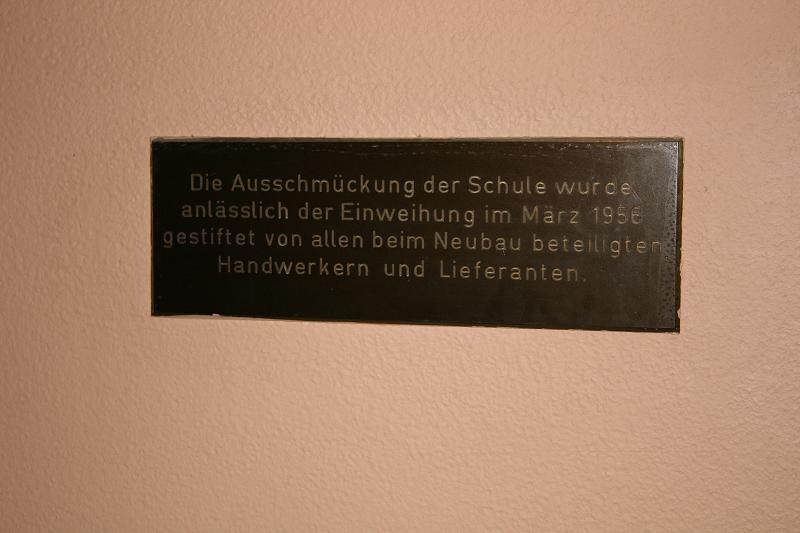 Die Ausschmückung der Schule wurde
anlässlich der Einweihung im März 1956
gestiftet von allen beim Neubau beteiligten
Handwerkern und Lieferanten.